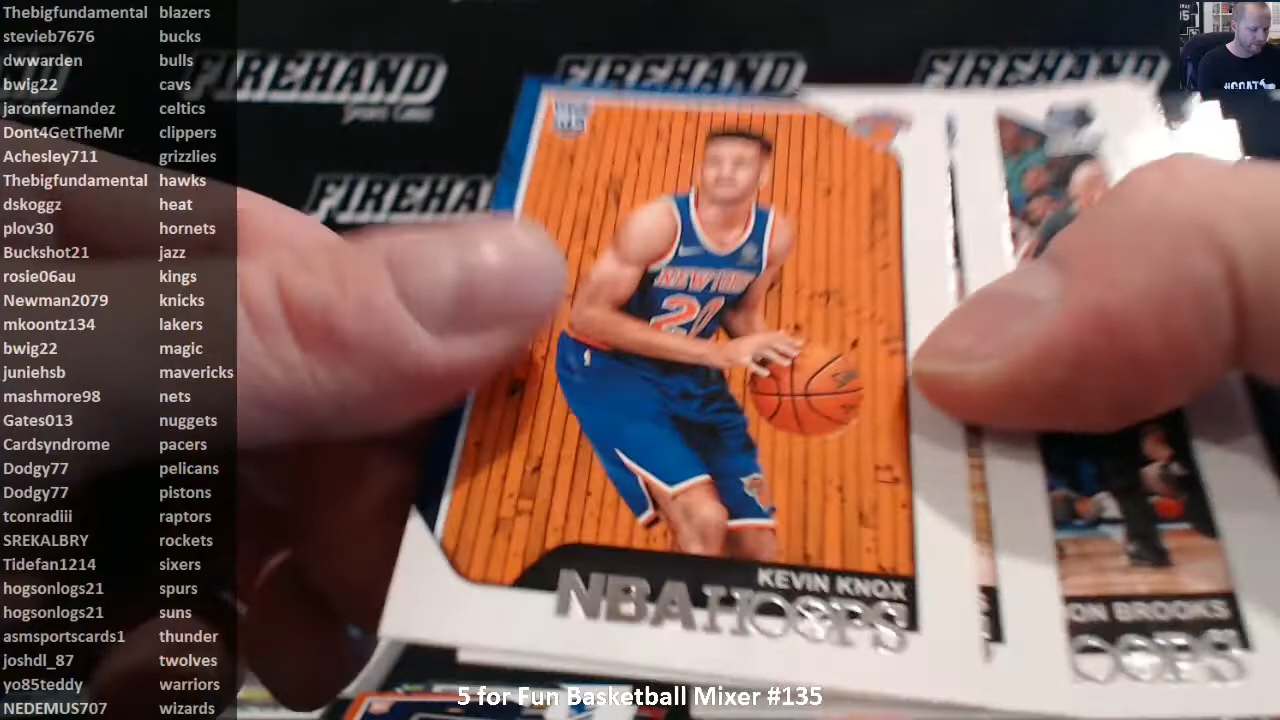 Thebigfundamental blazers
stevieb7676 bucks
dwwarden bulls
bwig22 cavs
jaronfernandez celtics
Dont4GetTheMr clippers
Achesley711 grizzlies
Thebigfundamental hawks
dskoggz heat
plov30 hornets
Buckshot21 jazz
rosie06au kings
Newman2079 knicks
mkoontz134 lakers
bwig22 magic
juniehsb mavericks
mashmore98 nets
Gates013 nuggets
Cardsyndrome pacers
Dodgy77 pelicans
Dodgy77 pistons
tconradiii raptors
SREKALBRY rockets
Tidefan1214 sixers
hogsonlogs21 spurs
hogsonlogs21 suns
asmsportscards1 thunder
joshdl_87 twolves
yo85teddy warriors
NEDEMUS707 wizards
FIREHAND FIREHAND FIREHAND
FIREHA
#GOAT
NEW YORK
20
KEVIN KNOX
NBA HOOPS
ON BROOKS
OOPS
5 for Fun Basketball Mixer #135